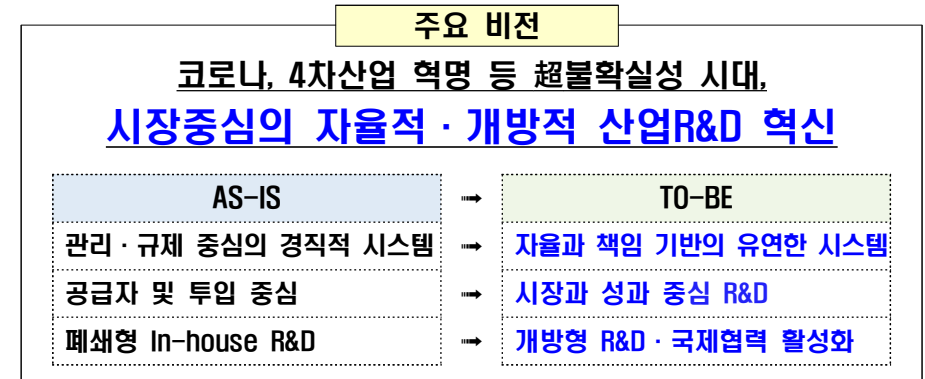 주요 비전
코로나, 4차산업 혁명 등 超불확실성 시대,
시장중심의 자율적·개방적 산업R&D 혁신
AS-IS ➟ TO-BE
관리·규제 중심의 경직적 시스템 ➟ 자율과 책임 기반의 유연한 시스템
공급자 및 투입 중심 ➟ 시장과 성과 중심 R&D
폐쇄형 In-house R&D ➟ 개방형 R&D·국제협력 활성화